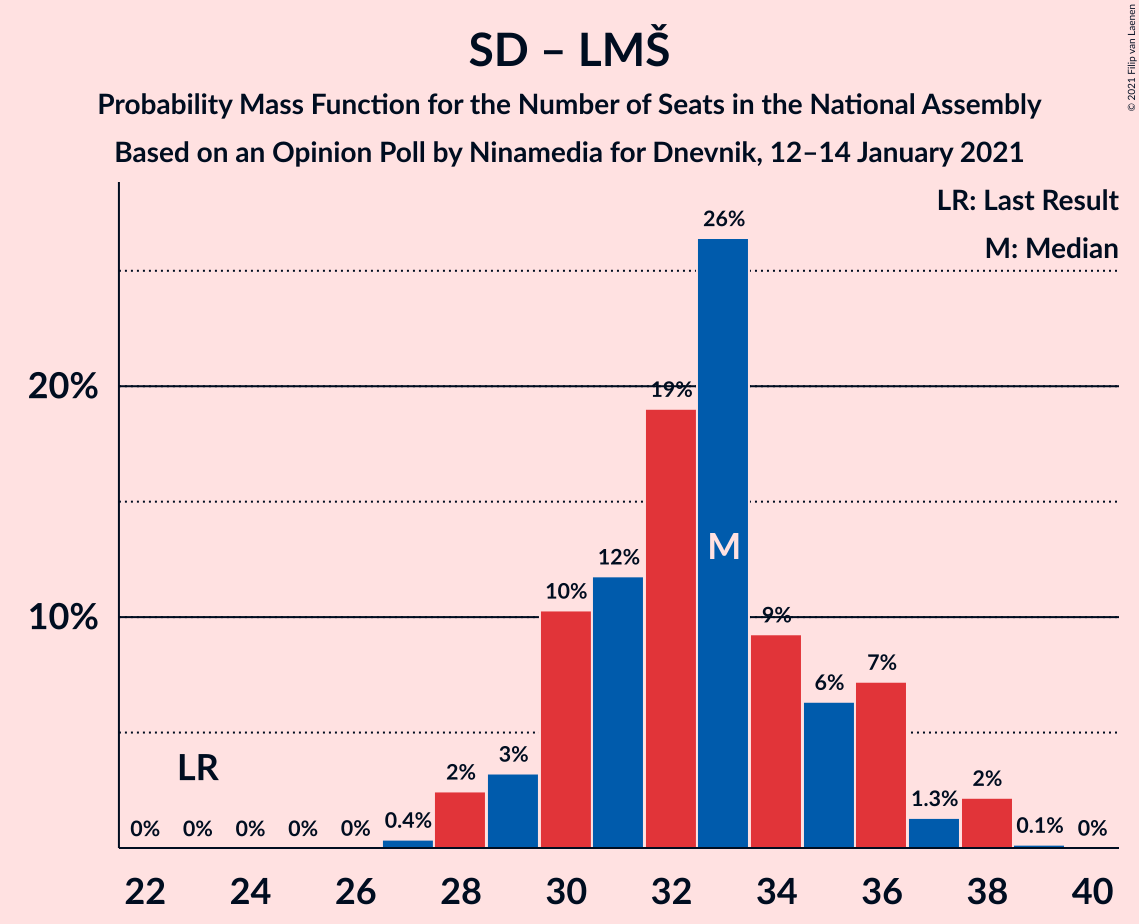 SD – LMŠ
Probability Mass Function for the Number of Seats in the National Assembly
Based on an Opinion Poll by Ninamedia for Dnevnik, 12–14 January 2021
© 2021 Filip van Laenen
LR: Last Result
M: Median
20%
10%
0% 0% 0% 0% 0% 0.4% 2% 3% 10% 12% 19% 26% 9% 6% 7% 1.3% 2% 0.1% 0%
LR
M
22 24 26 28 30 32 34 36 38 40